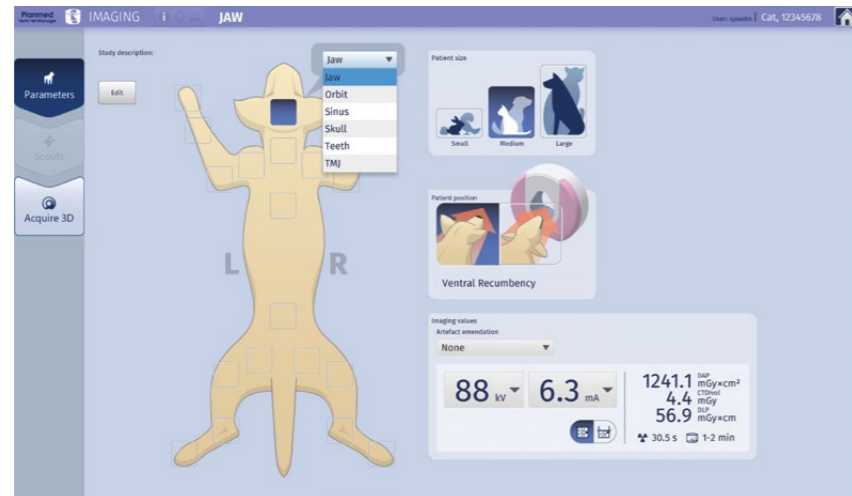 Planmed
IMAGING
JAW
User: sysadm
Cat, 12345678
Parameters
Scouts
Acquire 3D
Study description:
Edit
Jaw
Jaw
Orbit
Sinus
Skull
Teeth
TMJ
L
R
Patient size
Small
Medium
Large
Patient position
Ventral Recumbency
Imaging values
Artefact emendation
None
88 kV
6.3 mA
1241.1 DAP mGy×cm²
4.4 CTDIvol mGy
56.9 DLP mGy×cm
30.5 s 1-2 min